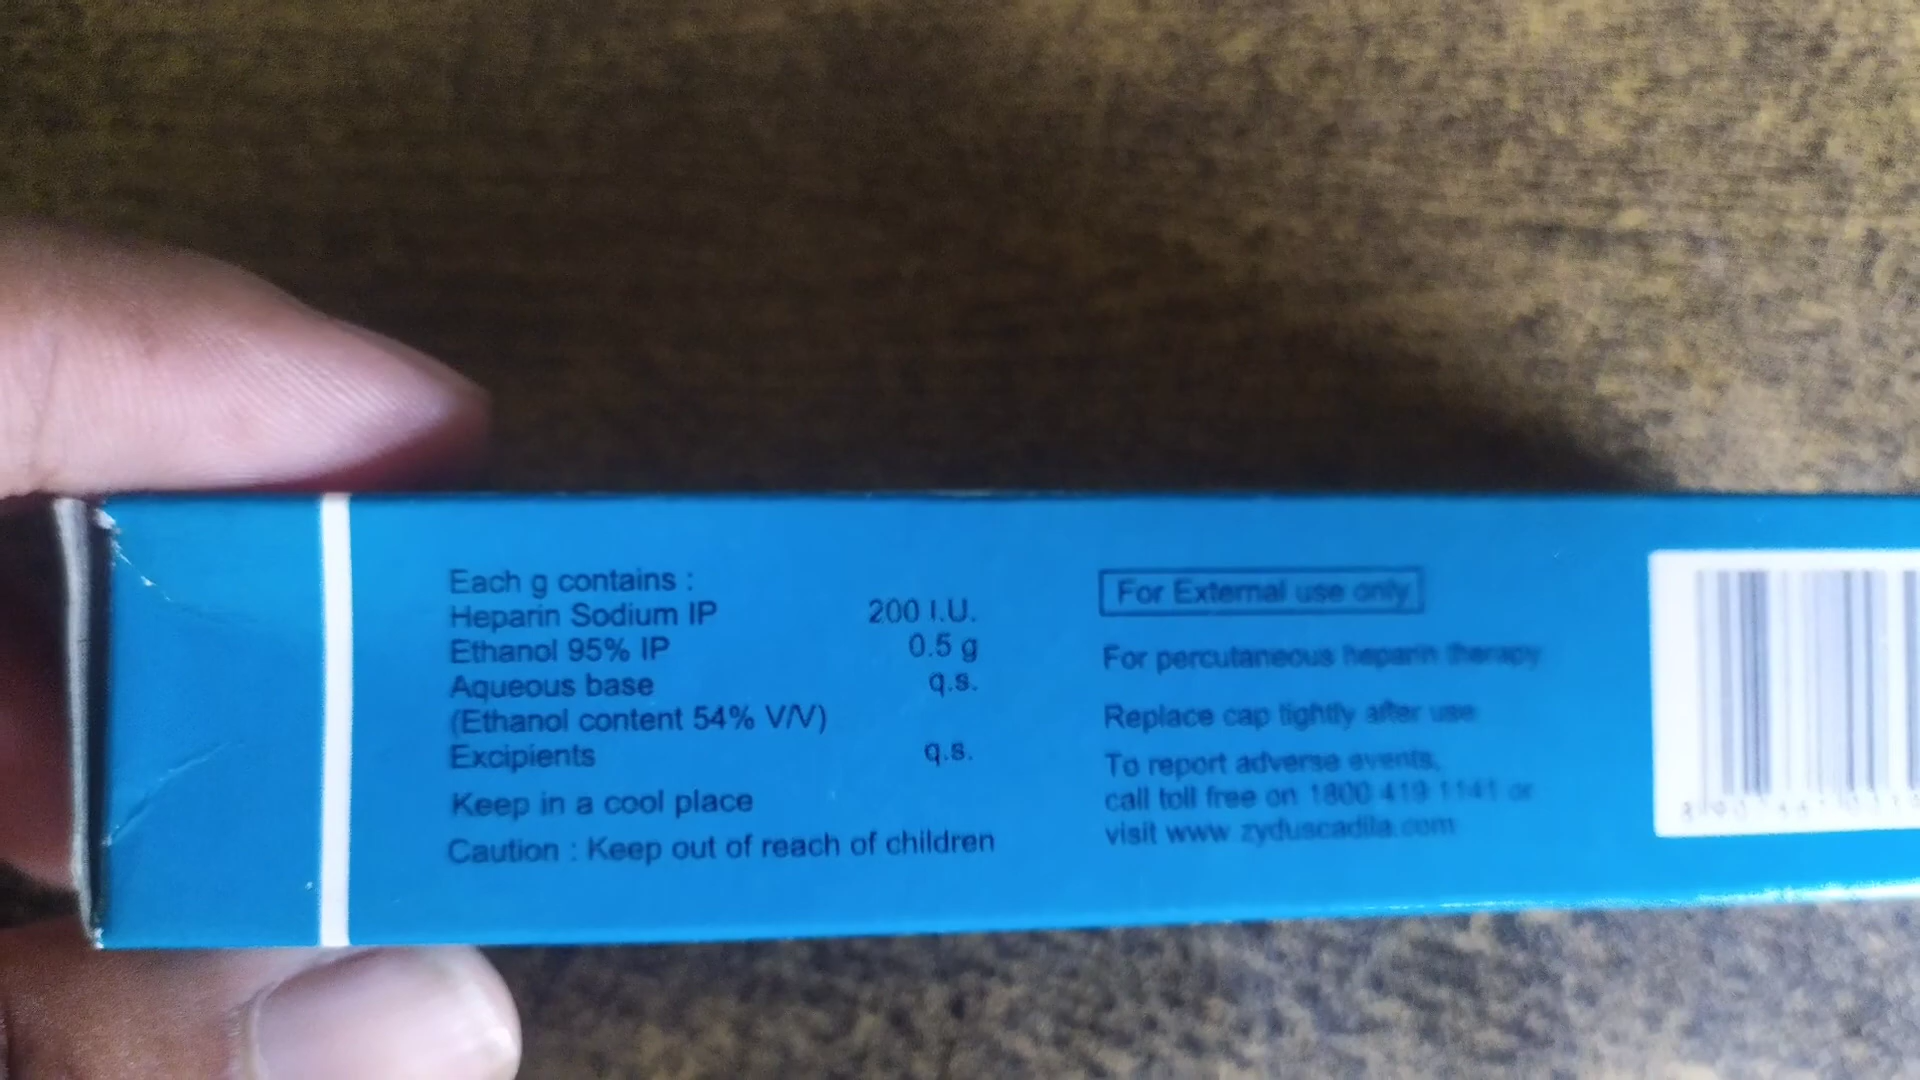 Each g contains :
Heparin Sodium IP 200 I.U.
Ethanol 95% IP 0.5 g
Aqueous base q.s.
(Ethanol content 54% V/V)
Excipients q.s.
Keep in a cool place
Caution : Keep out of reach of children
For External use only
For percutaneous heparin therapy
Replace cap tightly after use
To report adverse events,
call toll free on 1800 419 1141 or
visit www zyduscadila.com